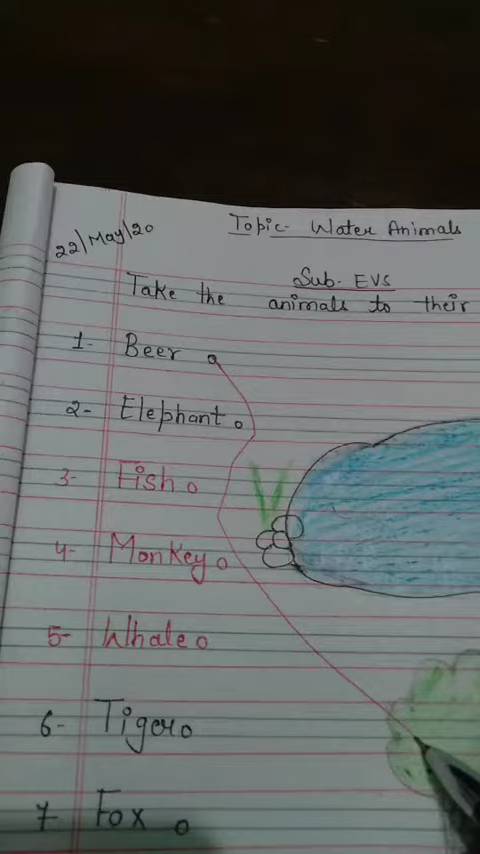 Topic- Water Animals
22/May/20
Sub- EVS
Take the animals to their
1- Beer
2- Elephant
3- Fish
4- Monkey
5- Whale
6- Tiger
7- Fox